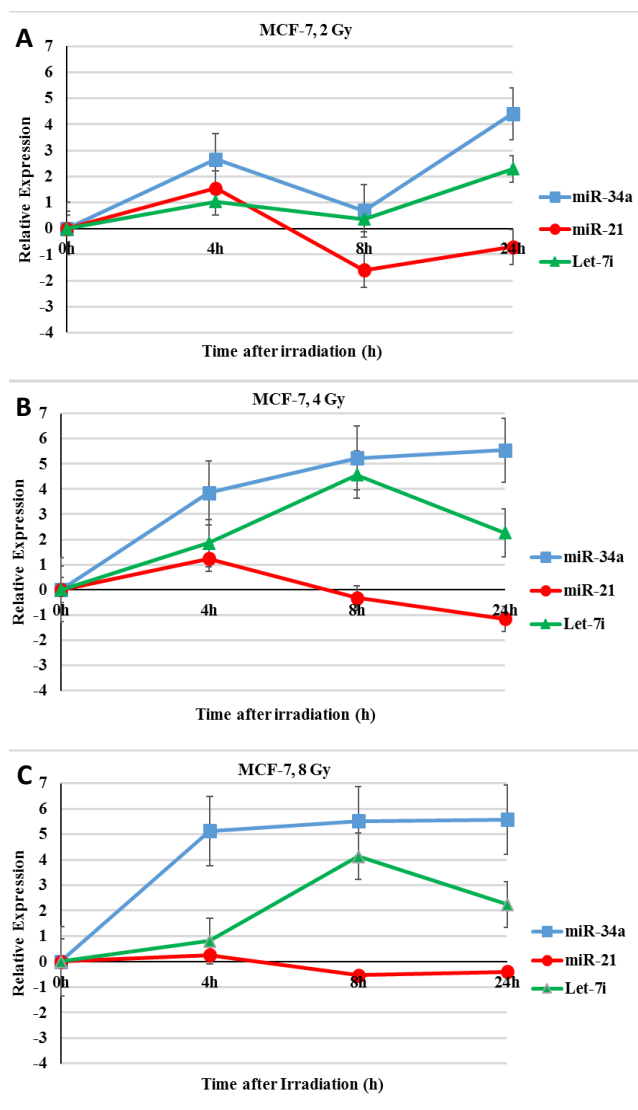 A
MCF-7, 2 Gy
7
6
5
4
3
2
1
0
-1
-2
-3
-4
Relative Expression
0h
4h
8h
24h
Time after irradiation (h)
miR-34a
miR-21
Let-7i
B
MCF-7, 4 Gy
7
6
5
4
3
2
1
0
-1
-2
-3
-4
Relative Expression
0h
4h
8h
24h
Time after irradiation (h)
miR-34a
miR-21
Let-7i
C
MCF-7, 8 Gy
7
6
5
4
3
2
1
0
-1
-2
-3
-4
Relative Expression
0h
4h
8h
24h
Time after Irradiation (h)
miR-34a
miR-21
Let-7i